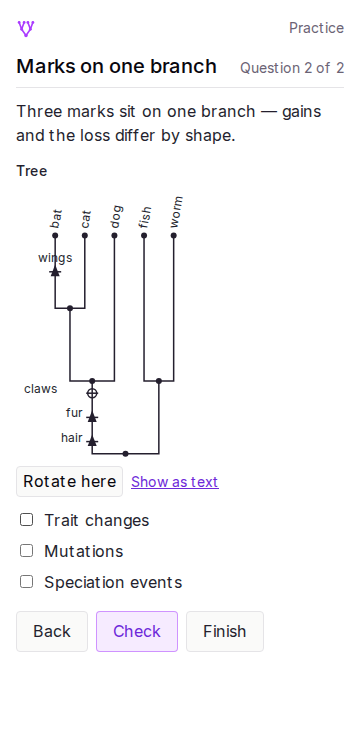 Practice
Marks on one branch
Question 2 of 2
Three marks sit on one branch — gains
and the loss differ by shape.
Tree
bat
cat
dog
fish
worm
wings
claws
fur
hair
Rotate here
Show as text
Trait changes
Mutations
Speciation events
Back
Check
Finish